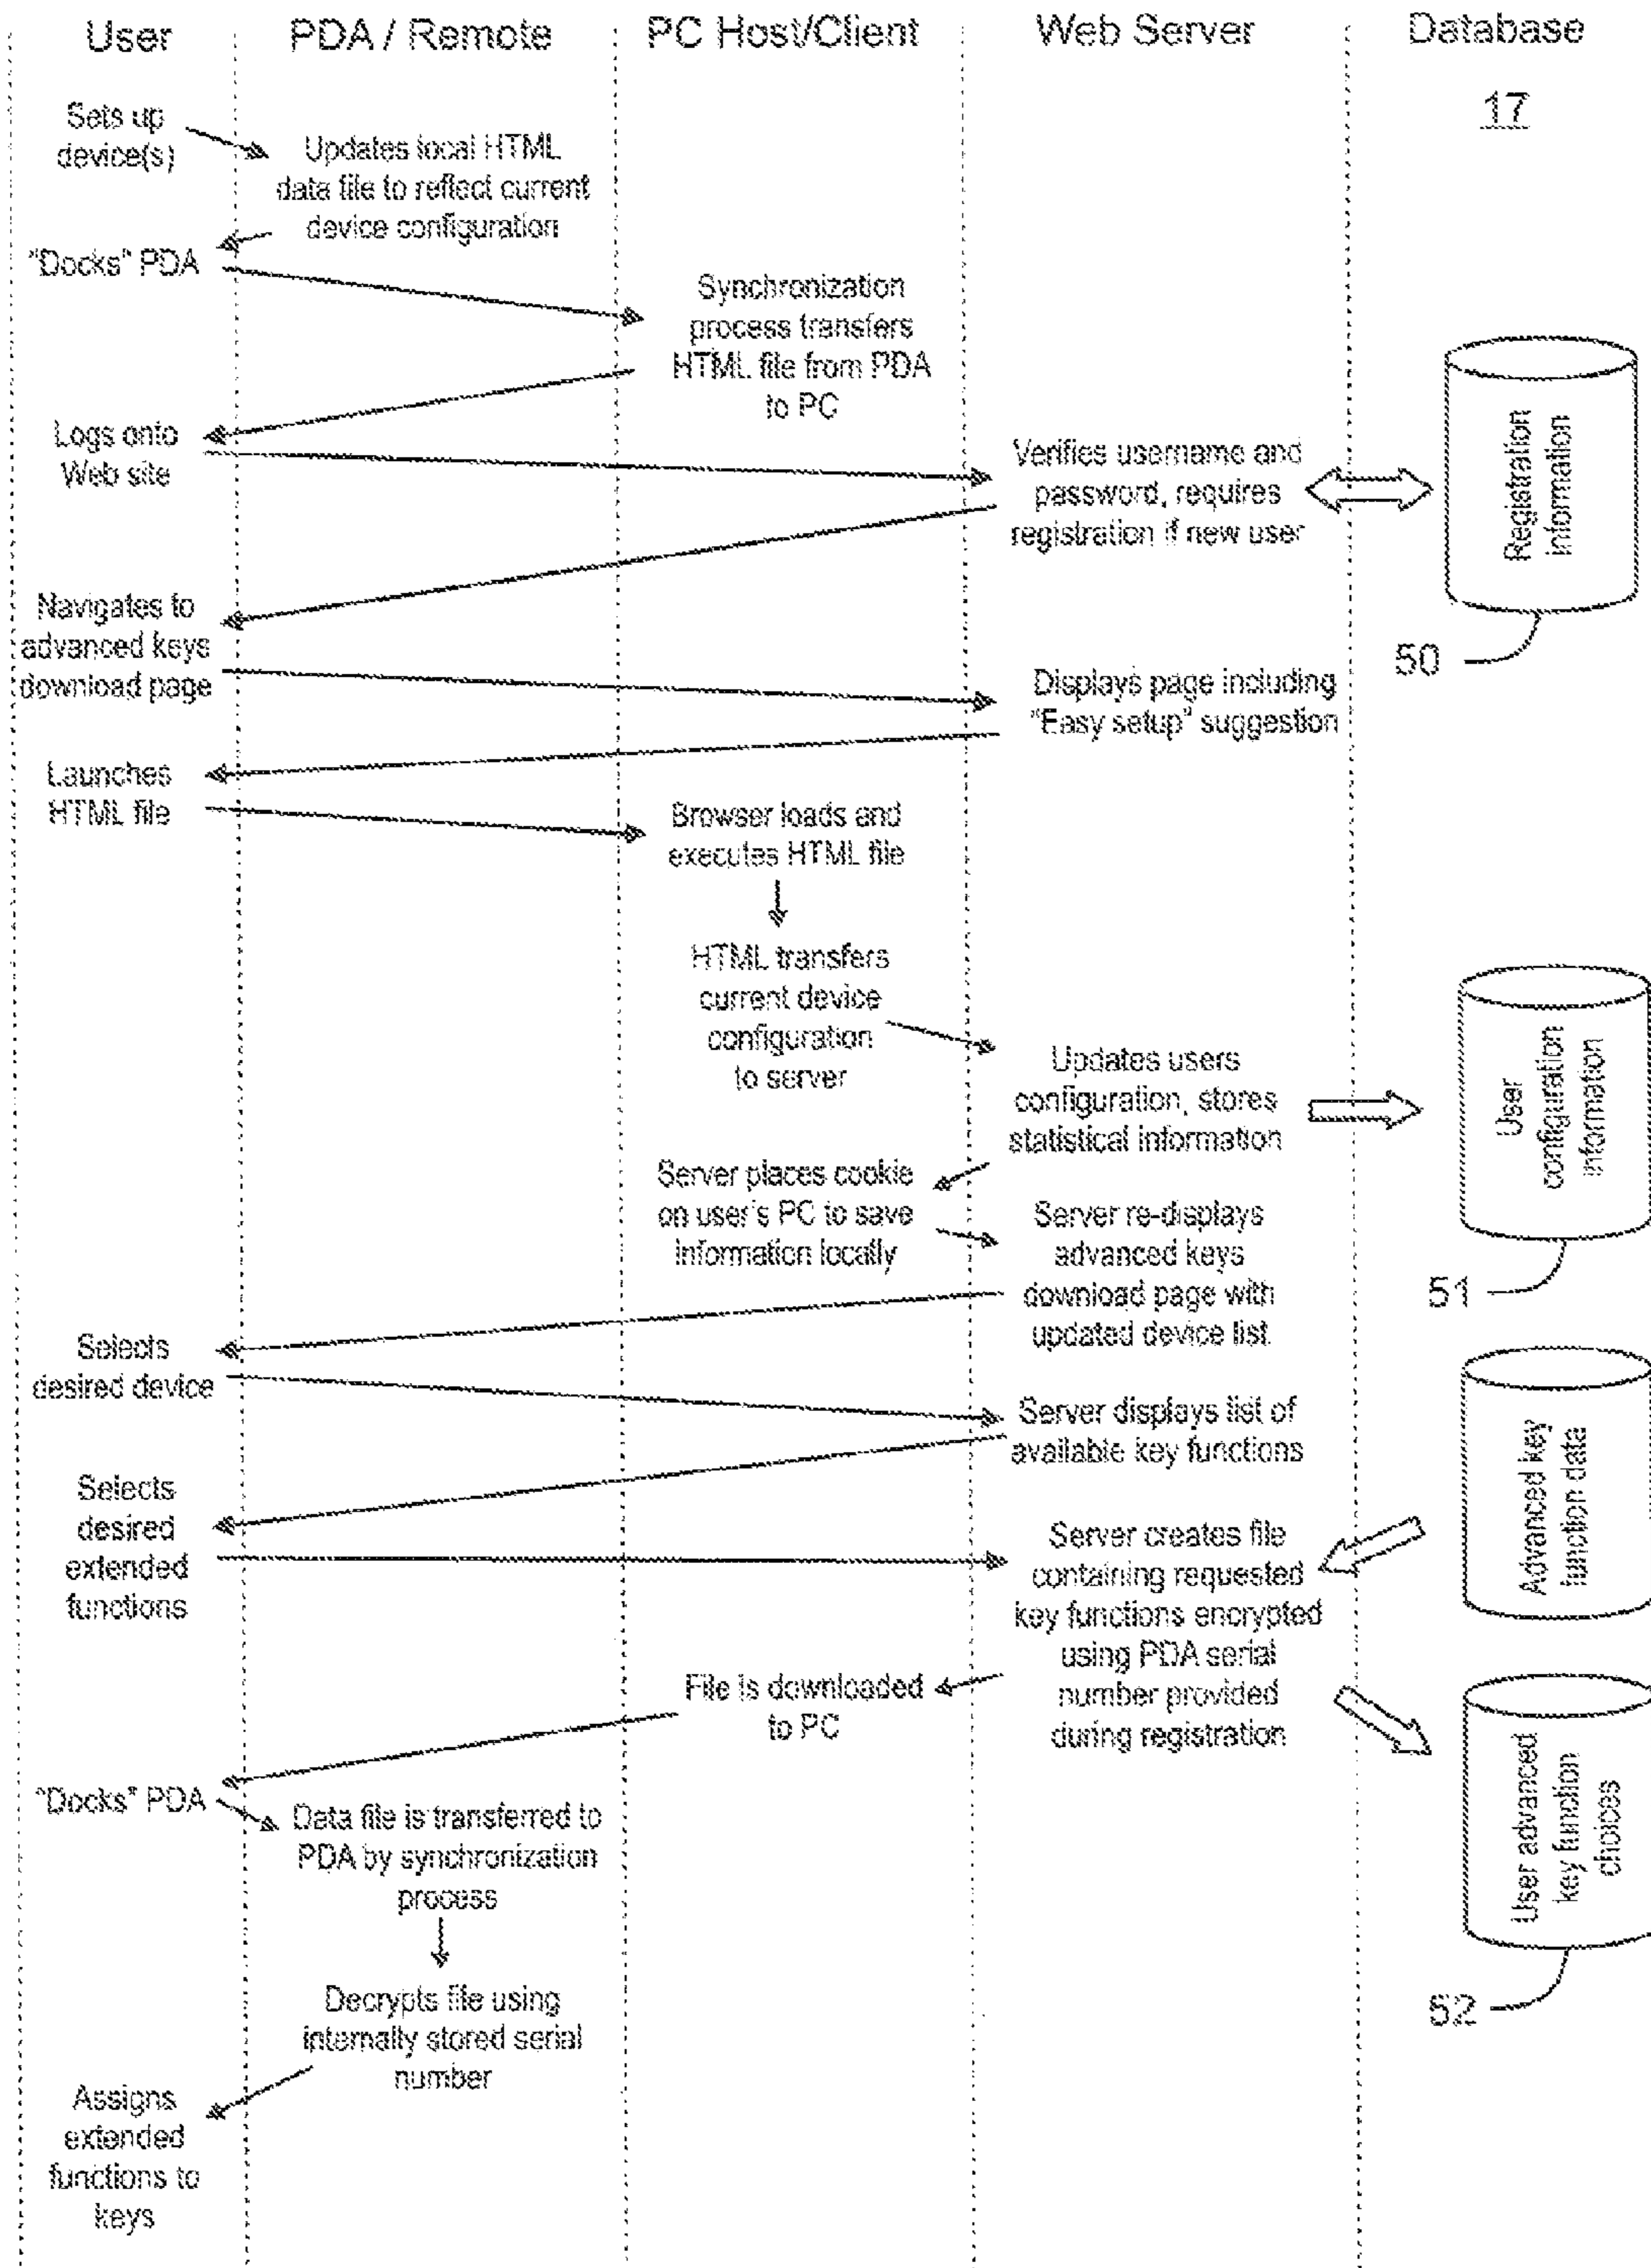 User
PDA / Remote
PC Host/Client
Web Server
Database
17
Sets up
device(s)
Updates local HTML
data file to reflect current
device configuration
"Docks" PDA
Synchronization
process transfers
HTML file from PDA
to PC
Logs onto
Web site
Verifies username and
password, requires
registration if new user
Registration
information
50
Navigates to
advanced keys
download page
Displays page including
"Easy setup" suggestion
Launches
HTML file
Browser loads and
executes HTML file
HTML transfers
current device
configuration
to server
Updates users
configuration, stores
statistical information
User
configuration
information
51
Server places cookie
on user's PC to save
information locally
Server re-displays
advanced keys
download page with
updated device list.
Selects
desired device
Server displays list of
available key functions
Advanced key
function data
Selects
desired
extended
functions
Server creates file
containing requested
key functions encrypted
using PDA serial
number provided
during registration
File is downloaded
to PC
User advanced
key function
choices
52
"Docks" PDA
Data file is transferred to
PDA by synchronization
process
Decrypts file using
internally stored serial
number
Assigns
extended
functions to
keys